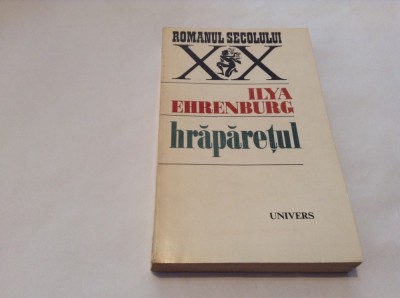 ROMANUL SECOLULUI
XX
ILYA
EHRENBURG
hrăpărețul
UNIVERS